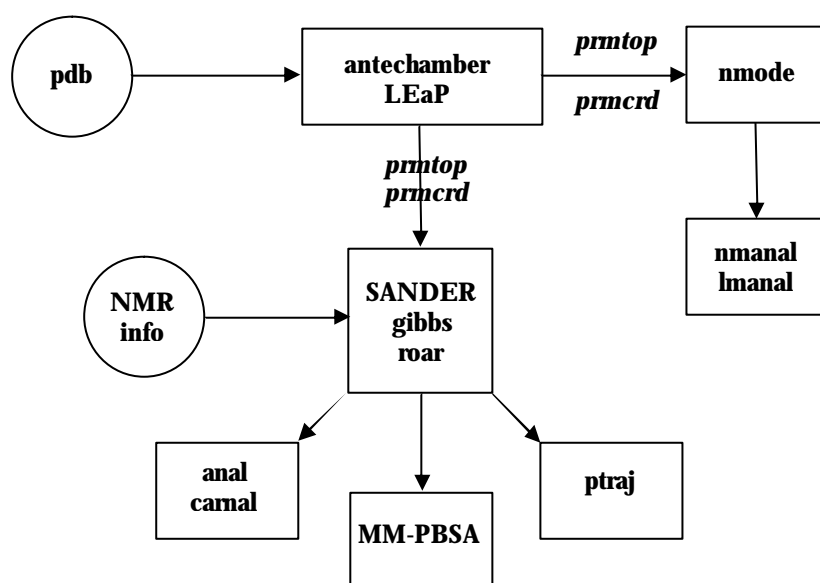 pdb
antechamber
LEaP
prmtop
prmcrd
nmode
prmtop
prmcrd
nmanal
lmanal
NMR
info
SANDER
gibbs
roar
anal
carnal
MM-PBSA
ptraj